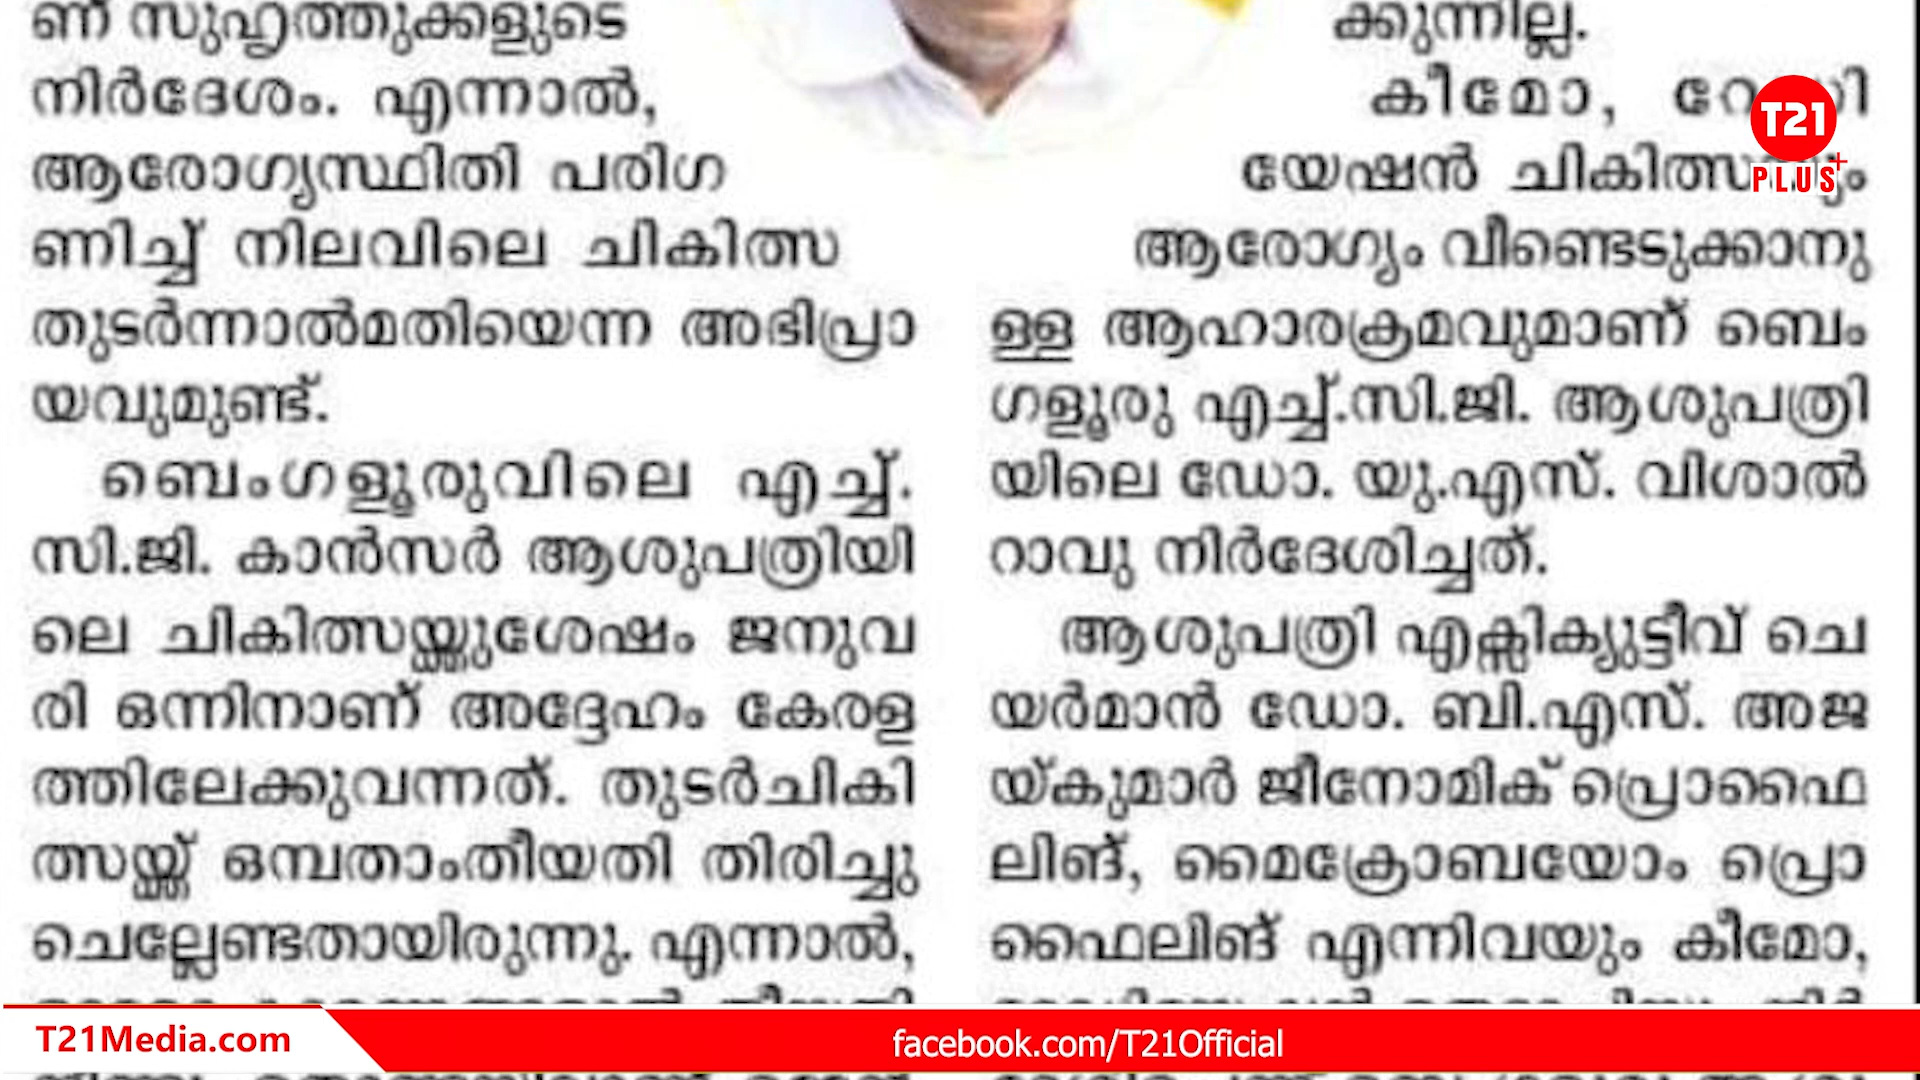 ണ് സുഹൃത്തുക്കളുടെ
നിർദേശം. എന്നാൽ,
ആരോഗ്യസ്ഥിതി പരിഗ
ണിച്ച് നിലവിലെ ചികിത്സ
തുടർന്നാൽമതിയെന്ന അഭിപ്രാ
യവുമുണ്ട്.
ബെംഗളൂരുവിലെ എച്ച്.
സി.ജി. കാൻസർ ആശുപത്രിയി
ലെ ചികിത്സയ്ക്കുശേഷം ജനുവ
രി ഒന്നിനാണ് അദ്ദേഹം കേരള
ത്തിലേക്കുവന്നത്. തുടർചികി
ത്സയ്ക്ക് ഒമ്പതാംതീയതി തിരിച്ചു
ചെല്ലേണ്ടതായിരുന്നു. എന്നാൽ,
ക്കുന്നില്ല.
കീമോ,
യേഷൻ
ആരോഗ്യം വീണ്ടെടുക്കാനു
ള്ള ആഹാരക്രമവുമാണ് ബെം
ഗളൂരു എച്ച്.സി.ജി. ആശുപത്രി
യിലെ ഡോ. യു.എസ്. വിശാൽ
റാവു നിർദേശിച്ചത്.
ആശുപത്രി എക്സിക്യുട്ടീവ് ചെ
യർമാൻ ഡോ. ബി.എസ്. അജ
യ്കുമാർ ജീനോമിക് പ്രൊഫൈ
ലിങ്, മൈക്രോബയോം പ്രൊ
ഫൈലിങ് എന്നിവയും കീമോ,
T21
PLUS+
T21Media.com
facebook.com/T21Official